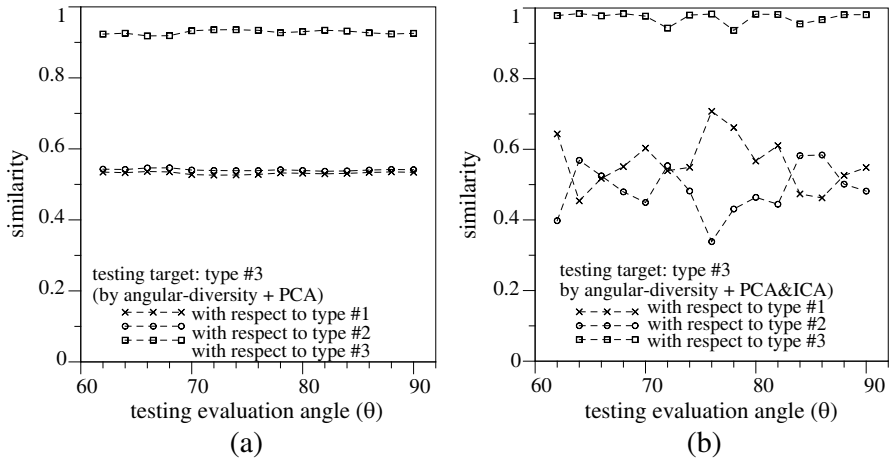 1
0.8
0.6
0.4
0.2
0
similarity
testing target: type #3
(by angular-diversity + PCA)
with respect to type #1
with respect to type #2
with respect to type #3
60
70
80
90
testing evaluation angle (θ)
(a)
1
0.8
0.6
0.4
0.2
0
similarity
testing target: type #3
by angular-diversity + PCA&ICA)
with respect to type #1
with respect to type #2
with respect to type #3
60
70
80
90
testing evaluation angle (θ)
(b)